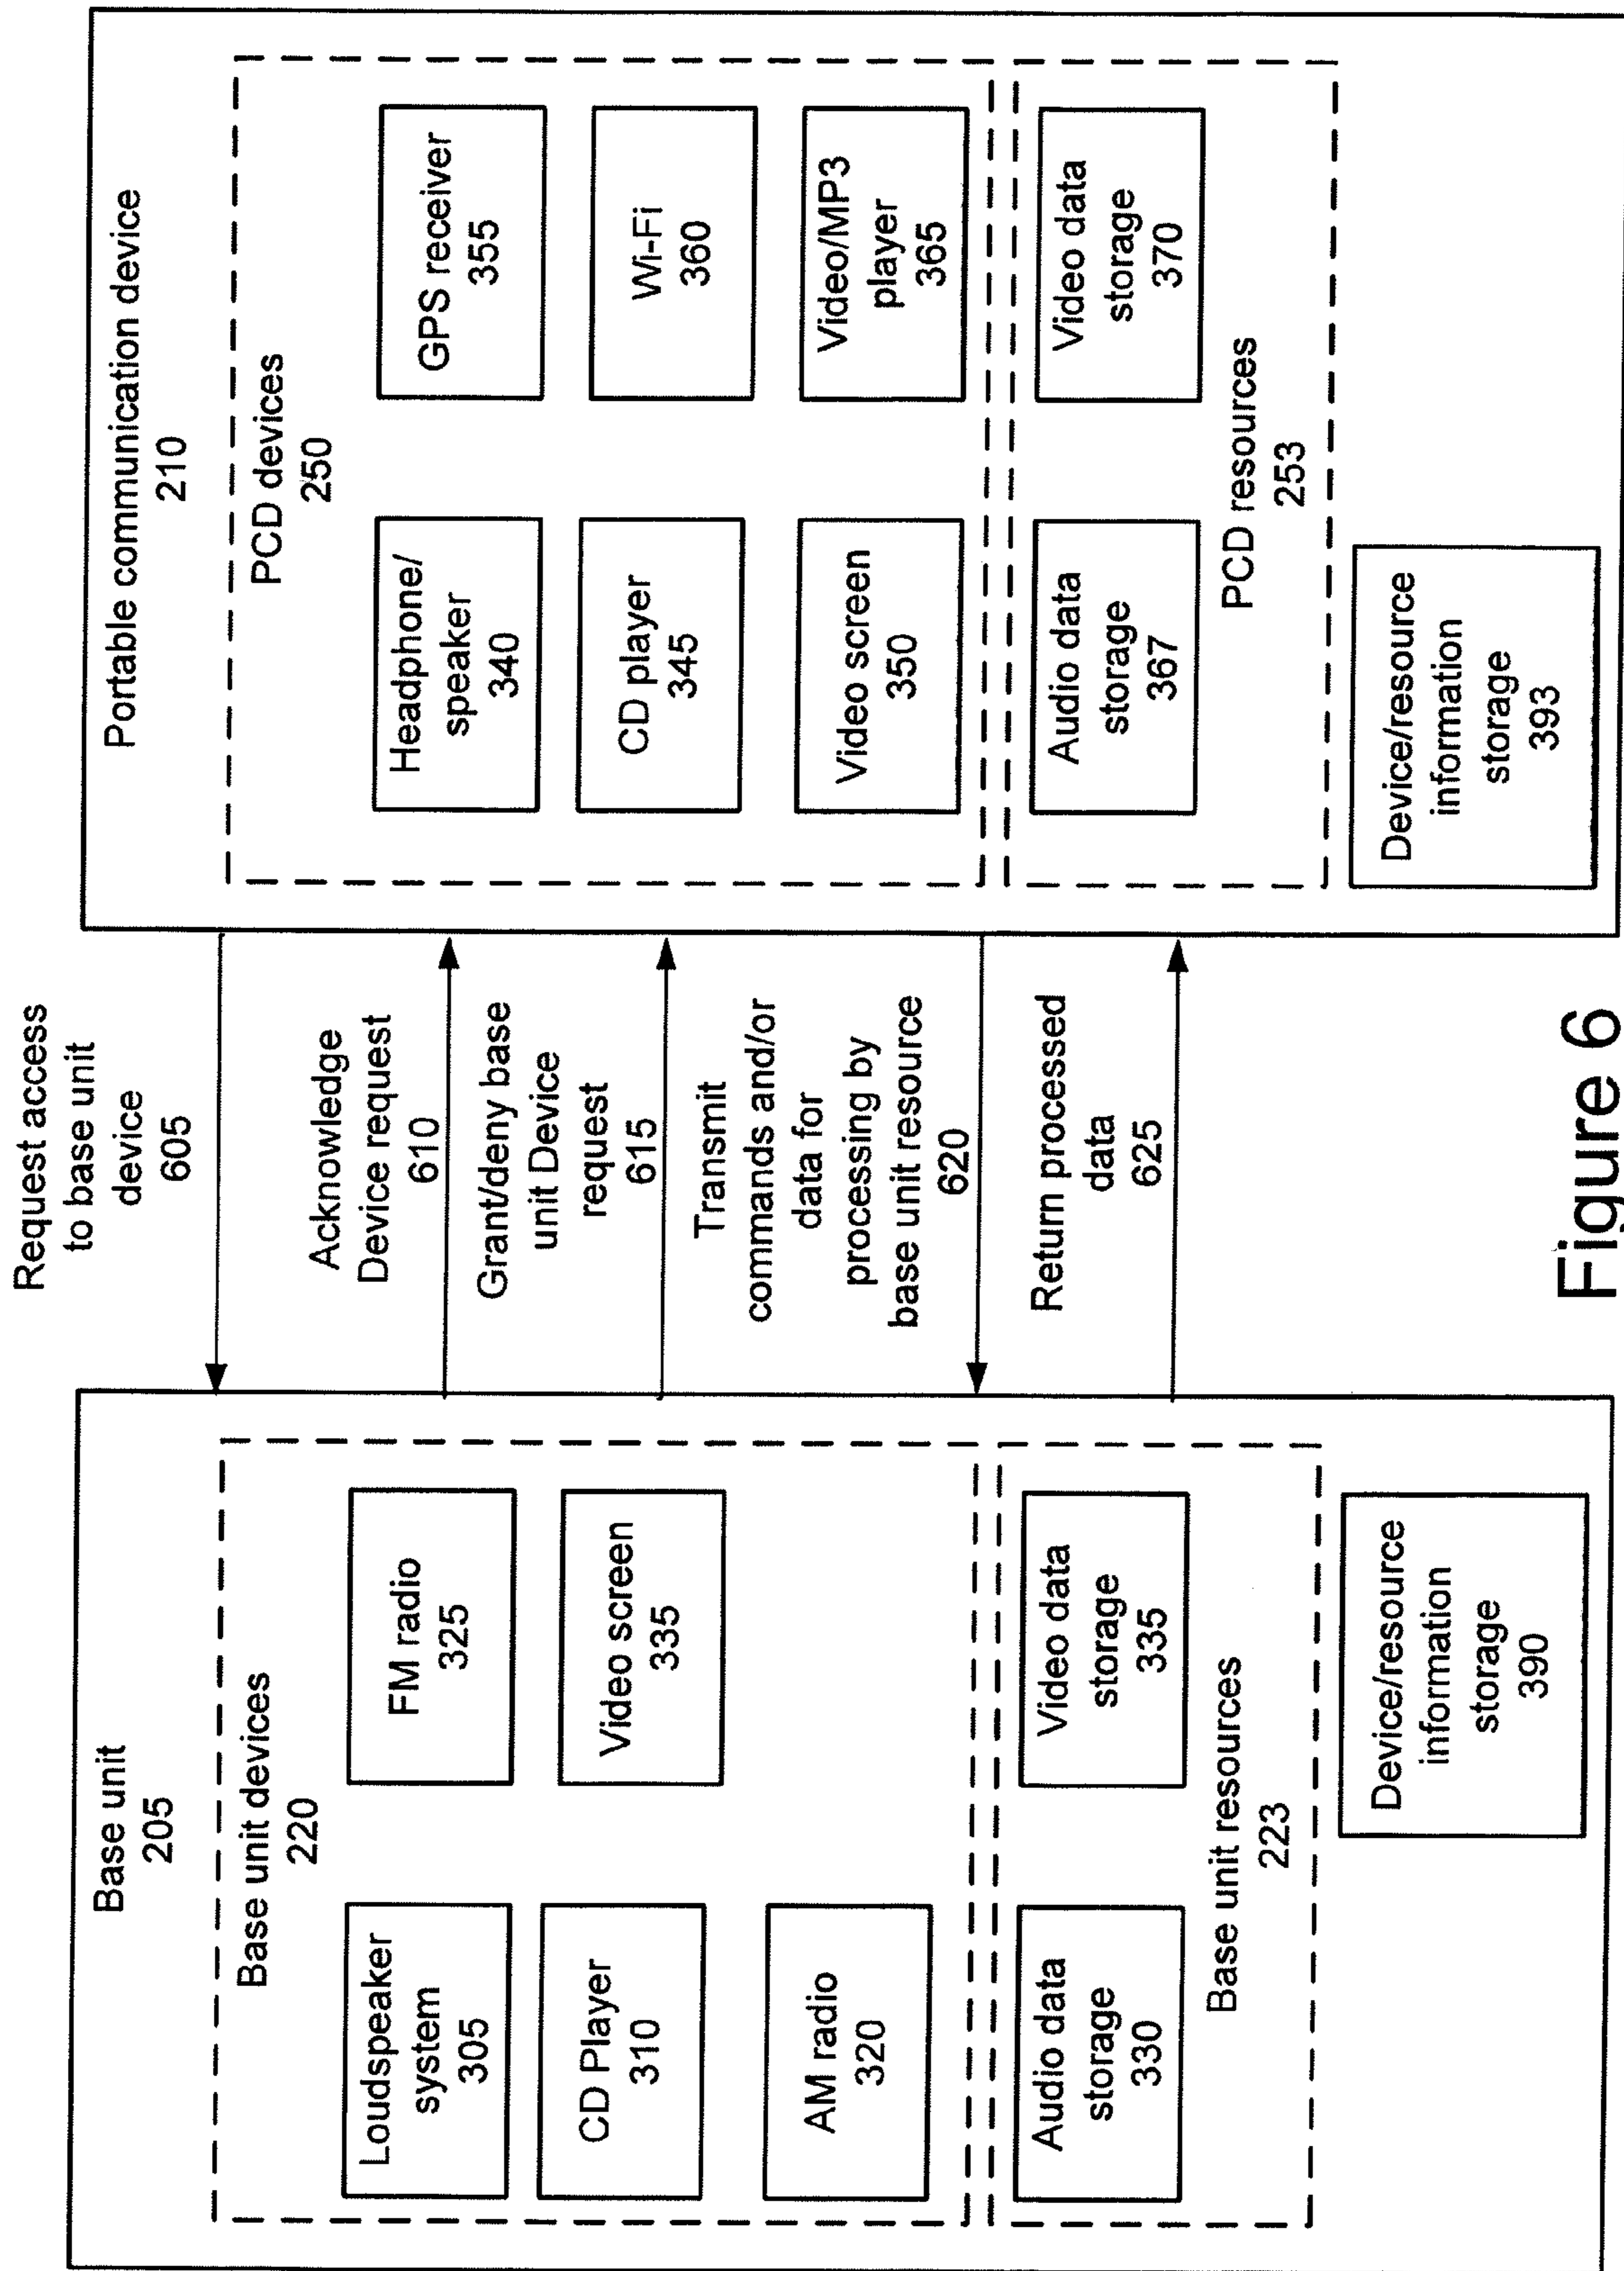 Base unit
205
Base unit devices
220
Loudspeaker
system
305
FM radio
325
CD Player
310
Video screen
335
AM radio
320
Audio data
storage
330
Video data
storage
335
Base unit resources
223
Device/resource
information
storage
390
Request access
to base unit
device
605
Acknowledge
Device request
610
Grant/deny base
unit Device
request
615
Transmit
commands and/or
data for
processing by
base unit resource
620
Return processed
data
625
Portable communication device
210
PCD devices
250
Headphone/
speaker
340
GPS receiver
355
CD player
345
Wi-Fi
360
Video screen
350
Video/MP3
player
365
Audio data
storage
367
Video data
storage
370
PCD resources
253
Device/resource
information
storage
393
Figure 6